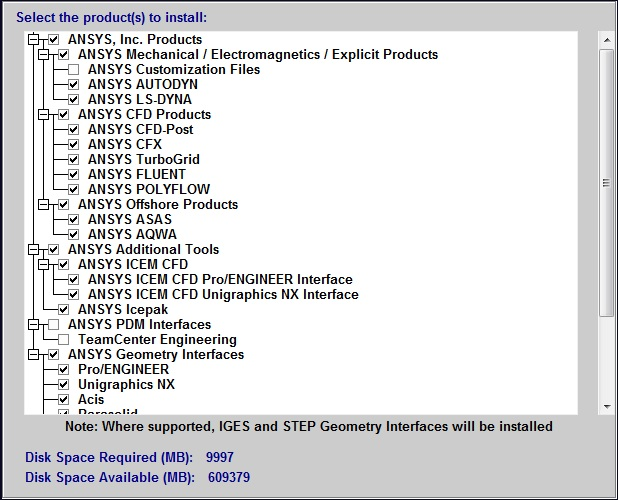 Select the product(s) to install:
ANSYS, Inc. Products
ANSYS Mechanical / Electromagnetics / Explicit Products
ANSYS Customization Files
ANSYS AUTODYN
ANSYS LS-DYNA
ANSYS CFD Products
ANSYS CFD-Post
ANSYS CFX
ANSYS TurboGrid
ANSYS FLUENT
ANSYS POLYFLOW
ANSYS Offshore Products
ANSYS ASAS
ANSYS AQWA
ANSYS Additional Tools
ANSYS ICEM CFD
ANSYS ICEM CFD Pro/ENGINEER Interface
ANSYS ICEM CFD Unigraphics NX Interface
ANSYS Icepak
ANSYS PDM Interfaces
TeamCenter Engineering
ANSYS Geometry Interfaces
Pro/ENGINEER
Unigraphics NX
Acis
Parasolid
Note: Where supported, IGES and STEP Geometry Interfaces will be installed
Disk Space Required (MB): 9997
Disk Space Available (MB): 609379